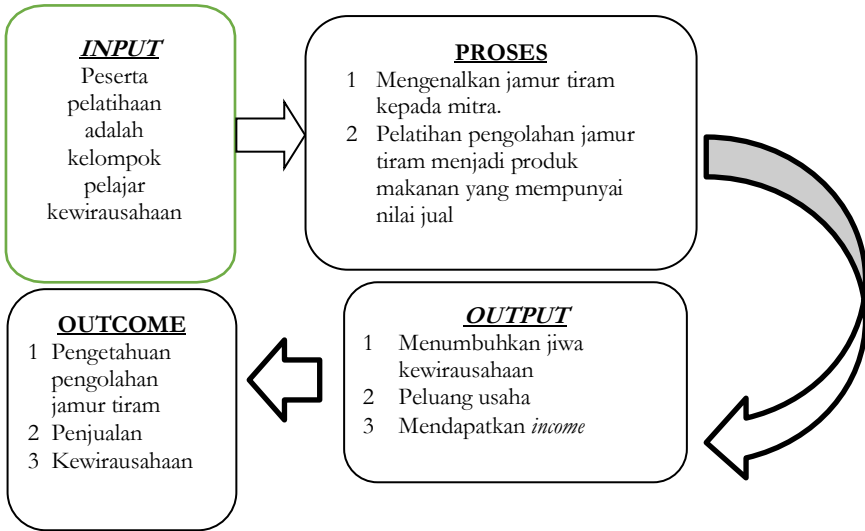 INPUT
Peserta
pelatihaan
adalah
kelompok
pelajar
kewirausahaan
PROSES
1 Mengenalkan jamur tiram
kepada mitra.
2 Pelatihan pengolahan jamur
tiram menjadi produk
makanan yang mempunyai
nilai jual
OUTPUT
1 Menumbuhkan jiwa
kewirausahaan
2 Peluang usaha
3 Mendapatkan income
OUTCOME
1 Pengetahuan
pengolahan
jamur tiram
2 Penjualan
3 Kewirausahaan